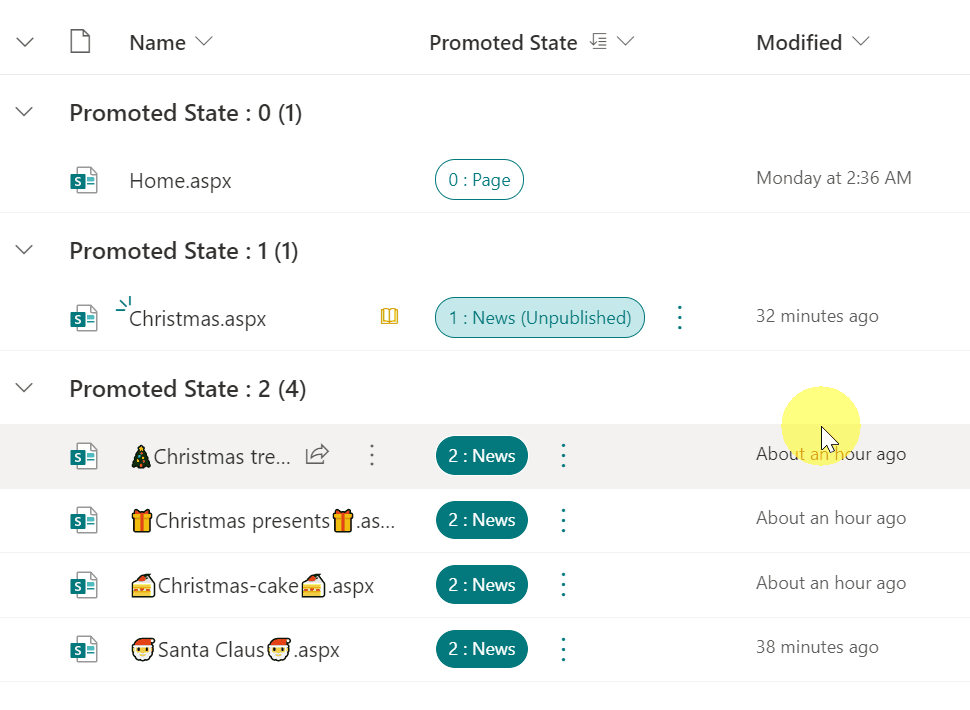 Name Promoted State Modified
Promoted State : 0 (1)
Home.aspx 0 : Page Monday at 2:36 AM
Promoted State : 1 (1)
Christmas.aspx 1 : News (Unpublished) 32 minutes ago
Promoted State : 2 (4)
🎄Christmas tre... 2 : News About an hour ago
🎁Christmas presents🎁.as... 2 : News About an hour ago
🍰Christmas-cake🍰.aspx 2 : News About an hour ago
🎅Santa Claus🎅.aspx 2 : News 38 minutes ago